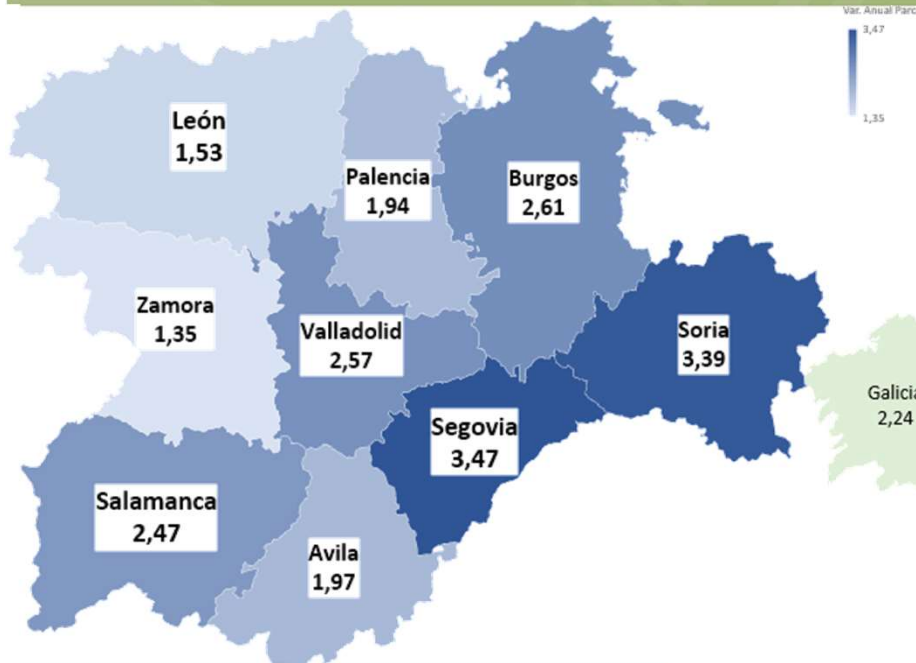 Var. Anual Parc
3,47
1,35
León
1,53
Palencia
1,94
Burgos
2,61
Zamora
1,35
Valladolid
2,57
Soria
3,39
Galicia
2,24
Segovia
3,47
Salamanca
2,47
Avila
1,97